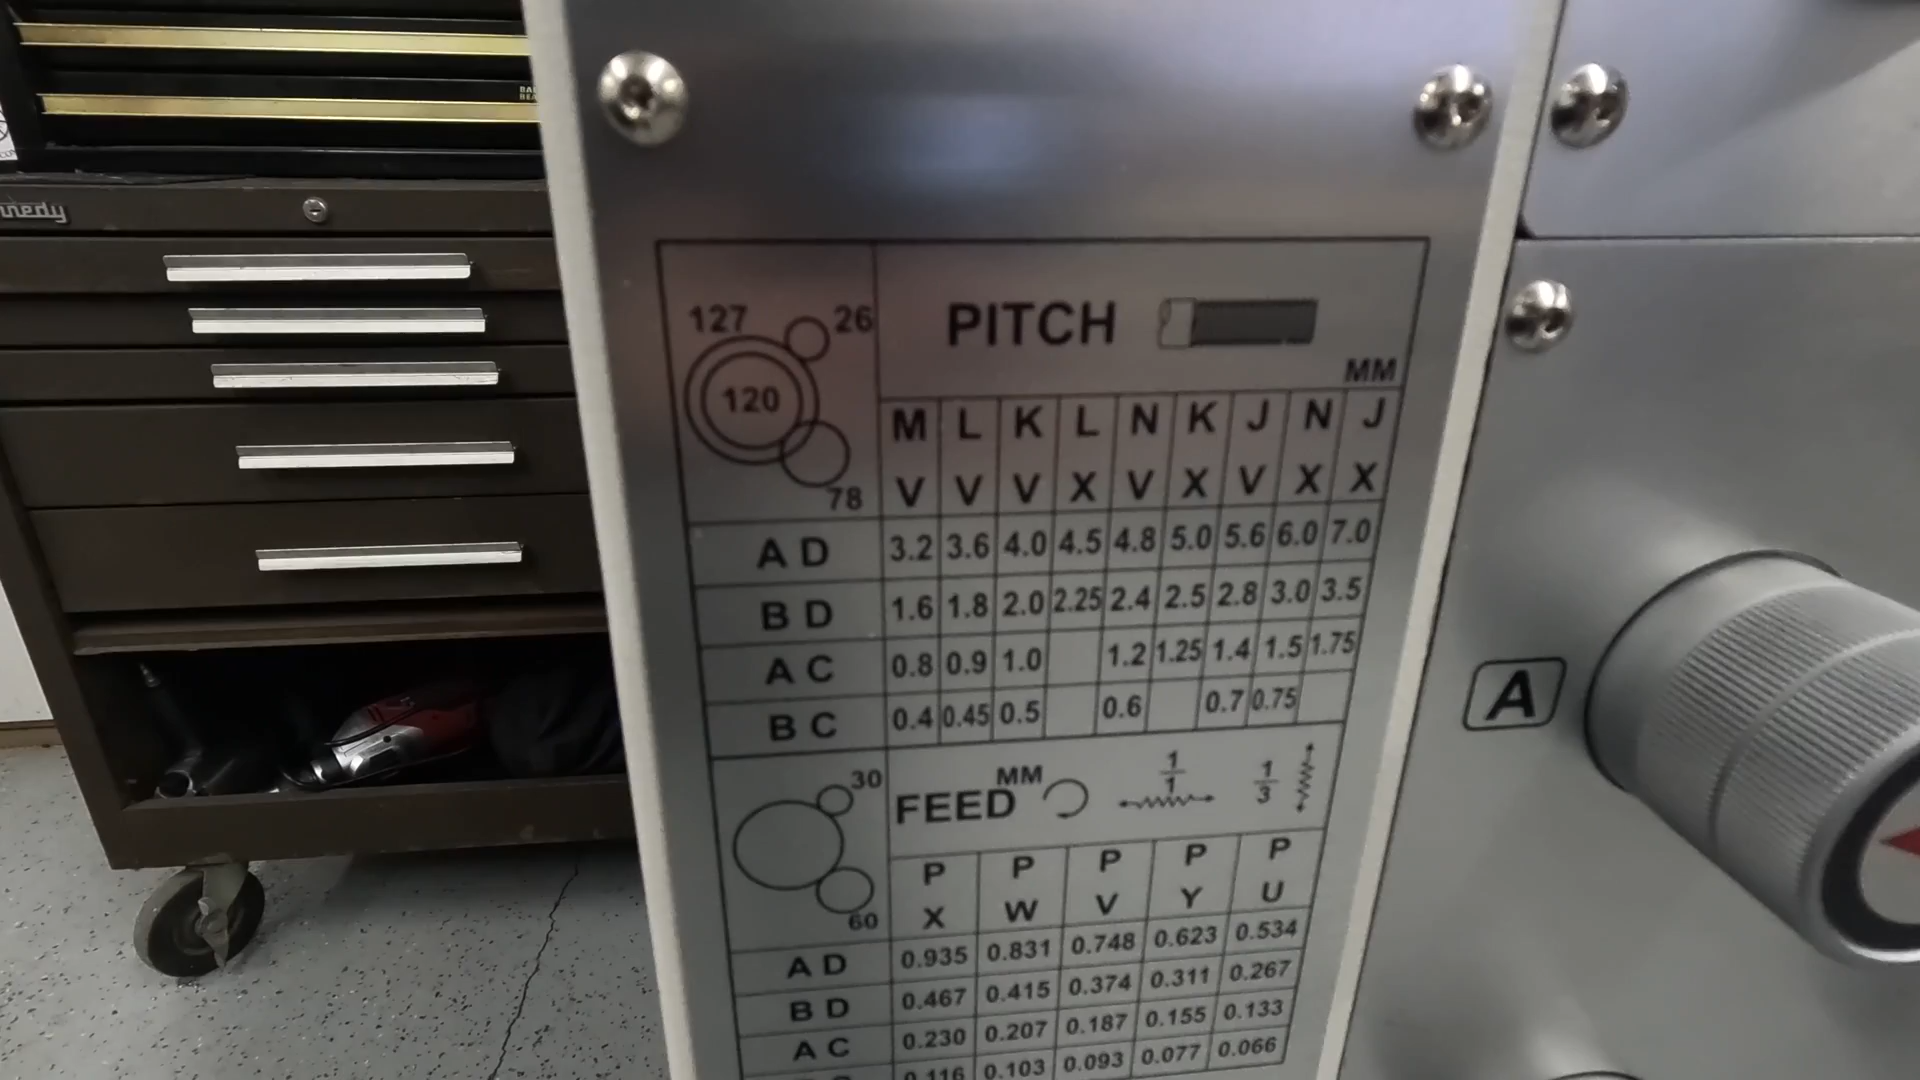 127 26
120
78
PITCH
MM
M L K L N K J N J
V V V X V X V X X
A D 3.2 3.6 4.0 4.5 4.8 5.0 5.6 6.0 7.0
B D 1.6 1.8 2.0 2.25 2.4 2.5 2.8 3.0 3.5
A C 0.8 0.9 1.0 1.2 1.25 1.4 1.5 1.75
B C 0.4 0.45 0.5 0.6 0.7 0.75
30
60
MM
FEED 1/1 1/3
P P P P P
X W V Y U
A D 0.935 0.831 0.748 0.623 0.534
B D 0.467 0.415 0.374 0.311 0.267
A C 0.230 0.207 0.187 0.155 0.133
0.116 0.103 0.093 0.077 0.066
A